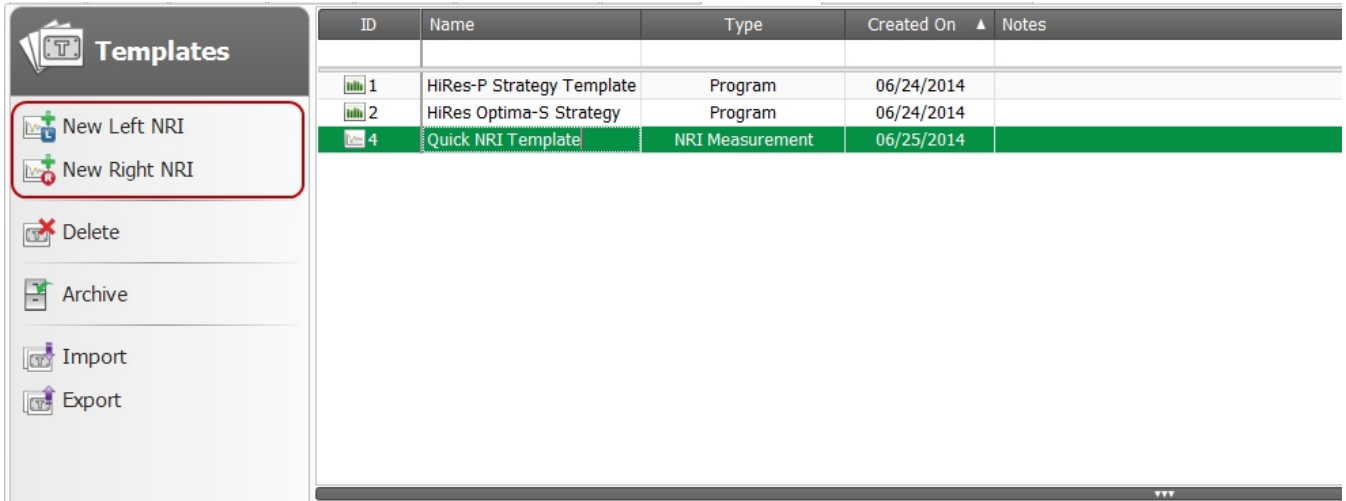 Templates
New Left NRI
New Right NRI
Delete
Archive
Import
Export
ID Name Type Created On ▲ Notes
1 HiRes-P Strategy Template Program 06/24/2014
2 HiRes Optima-S Strategy Program 06/24/2014
4 Quick NRI Template NRI Measurement 06/25/2014